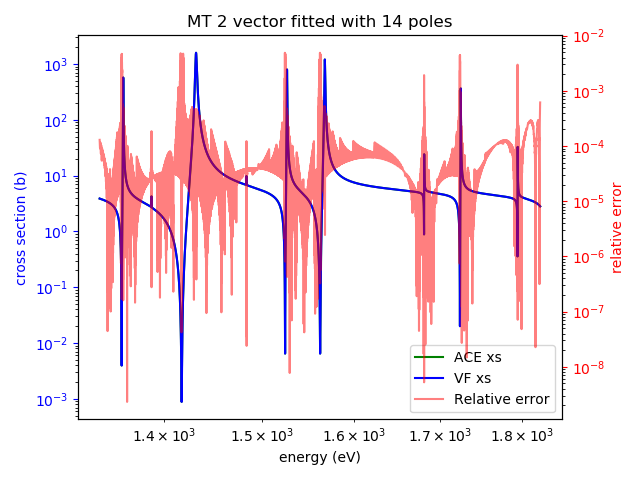 MT 2 vector fitted with 14 poles
cross section (b)
10³
10²
10¹
10⁰
10⁻¹
10⁻²
10⁻³
10⁻²
10⁻³
10⁻⁴
10⁻⁵
10⁻⁶
10⁻⁷
10⁻⁸
relative error
ACE xs
VF xs
Relative error
1.4 × 10³ 1.5 × 10³ 1.6 × 10³ 1.7 × 10³ 1.8 × 10³
energy (eV)